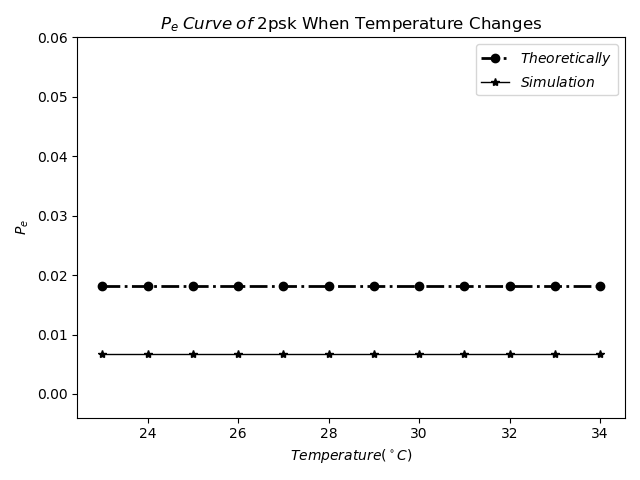 Pe Curve of 2psk When Temperature Changes
0.06
Theoretically
Simulation
0.05
0.04
0.03
0.02
0.01
0.00
Pe
24 26 28 30 32 34
Temperature(°C)